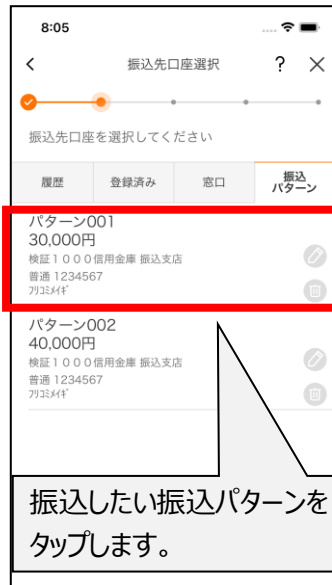 8:05
振込先口座選択 ?
振込先口座を選択してください
履歴 登録済み 窓口 振込
パターン
パターン001
30,000円
検証１０００信用金庫 振込支店
普通 1234567
ﾌﾘｺﾐﾒｲｷﾞ
パターン002
40,000円
検証１０００信用金庫 振込支店
普通 1234567
ﾌﾘｺﾐﾒｲｷﾞ
振込したい振込パターンを
タップします。